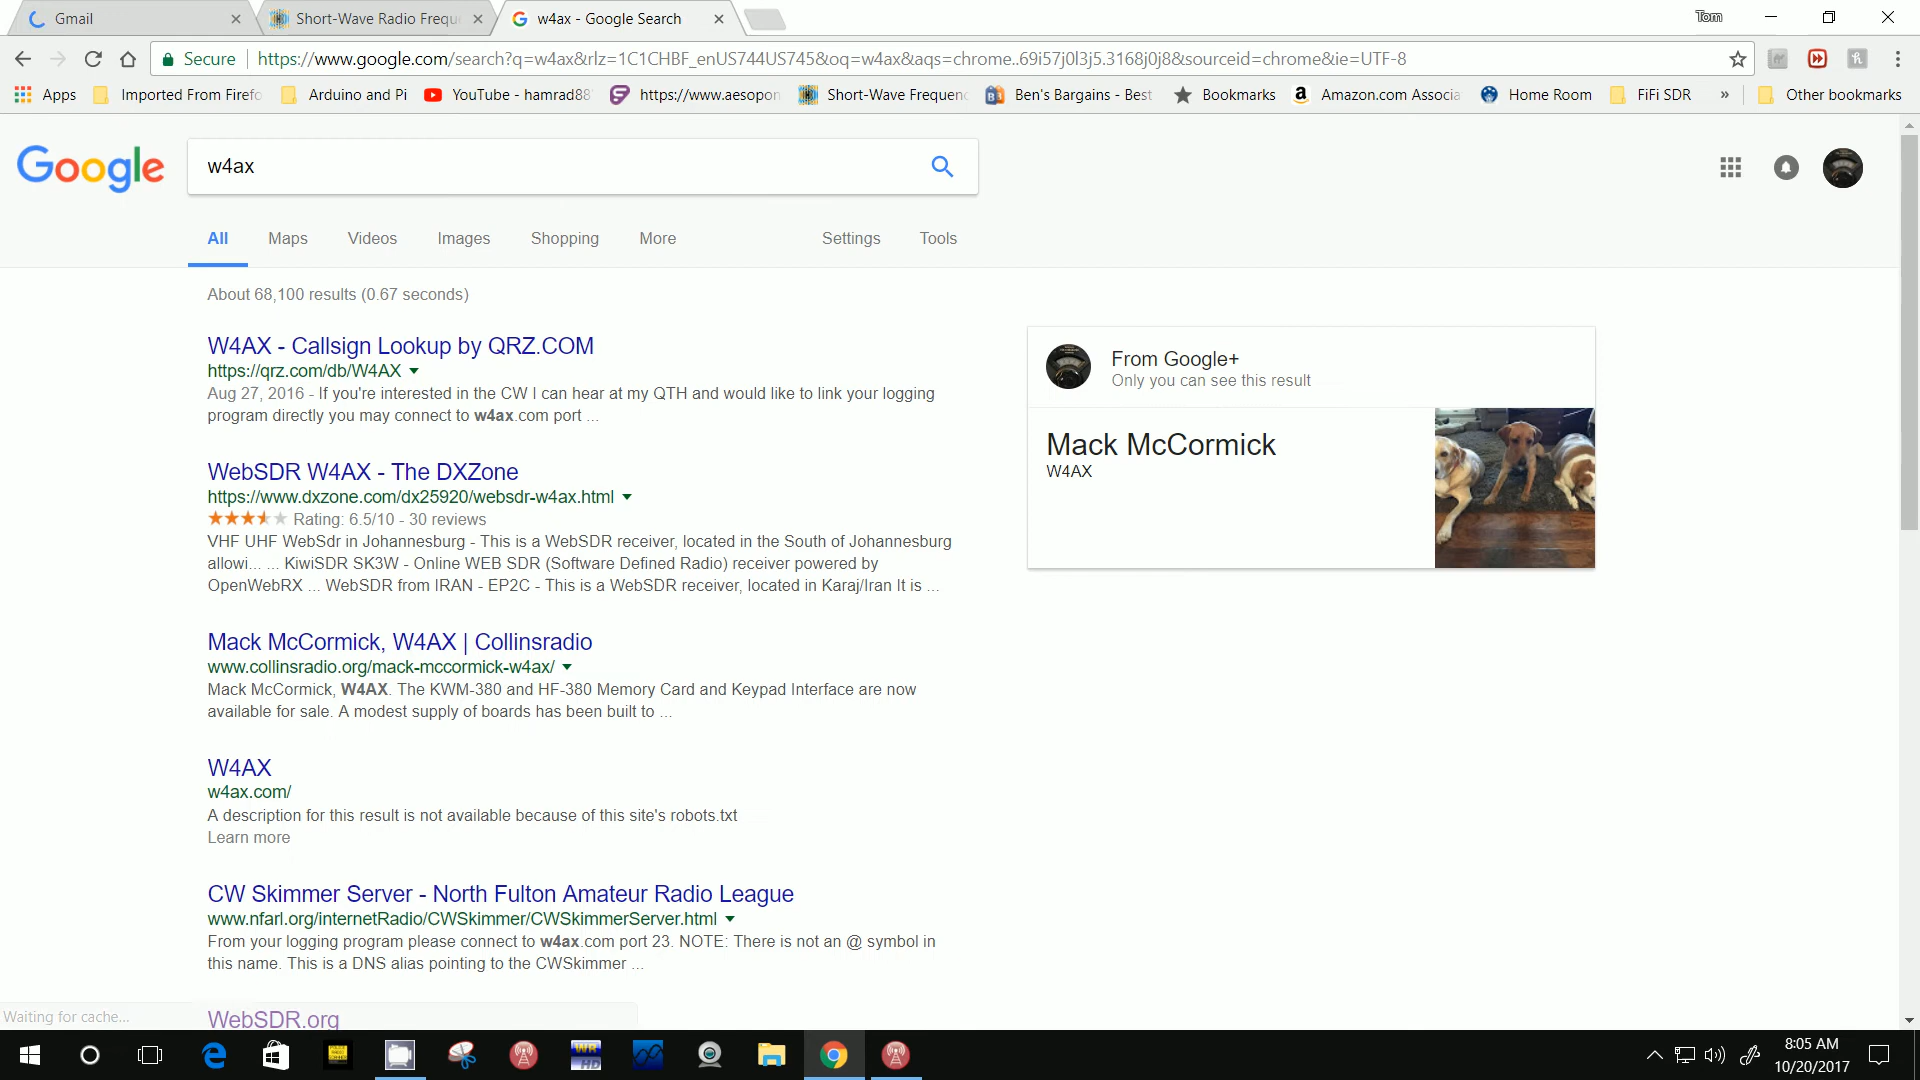 Gmail
Short-Wave Radio Frequ
w4ax - Google Search
Tom
Secure
https://www.google.com/search?q=w4ax&rlz=1C1CHBF_enUS744US745&oq=w4ax&aqs=chrome..69i57j0l3j5.3168j0j8&sourceid=chrome&ie=UTF-8
Apps
Imported From Firefo
Arduino and Pi
YouTube - hamrad88
https://www.aesopon
Short-Wave Frequenc
Ben's Bargains - Best
Bookmarks
Amazon.com Associa
Home Room
FiFi SDR
»
Other bookmarks
Google
w4ax
All
Maps
Videos
Images
Shopping
More
Settings
Tools
About 68,100 results (0.67 seconds)
W4AX - Callsign Lookup by QRZ.COM
https://qrz.com/db/W4AX
Aug 27, 2016 - If you're interested in the CW I can hear at my QTH and would like to link your logging
program directly you may connect to w4ax.com port ...
WebSDR W4AX - The DXZone
https://www.dxzone.com/dx25920/websdr-w4ax.html
Rating: 6.5/10 - 30 reviews
VHF UHF WebSdr in Johannesburg - This is a WebSDR receiver, located in the South of Johannesburg
allowi... ... KiwiSDR SK3W - Online WEB SDR (Software Defined Radio) receiver powered by
OpenWebRX ... WebSDR from IRAN - EP2C - This is a WebSDR receiver, located in Karaj/Iran It is ...
Mack McCormick, W4AX | Collinsradio
www.collinsradio.org/mack-mccormick-w4ax/
Mack McCormick, W4AX. The KWM-380 and HF-380 Memory Card and Keypad Interface are now
available for sale. A modest supply of boards has been built to ...
W4AX
w4ax.com/
A description for this result is not available because of this site's robots.txt
Learn more
CW Skimmer Server - North Fulton Amateur Radio League
www.nfarl.org/internetRadio/CWSkimmer/CWSkimmerServer.html
From your logging program please connect to w4ax.com port 23. NOTE: There is not an @ symbol in
this name. This is a DNS alias pointing to the CWSkimmer ...
WebSDR.org
From Google+
Only you can see this result
Mack McCormick
W4AX
Waiting for cache...
8:05 AM
10/20/2017